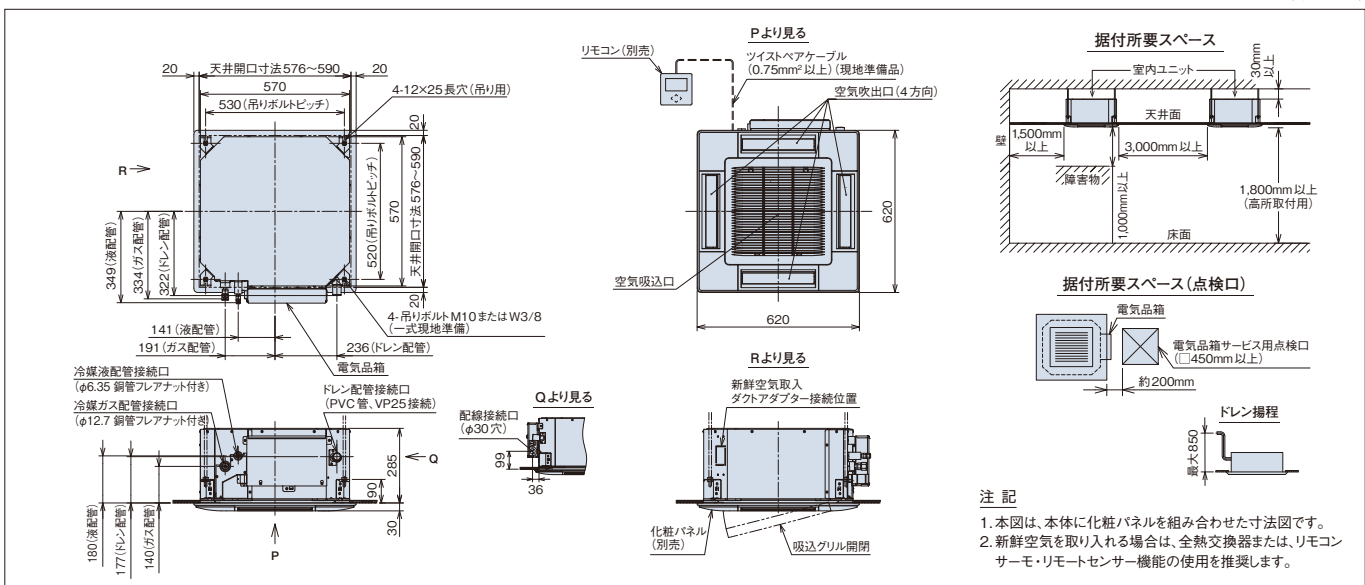 天井開口寸法576～590
20
20
570
530（吊りボルトピッチ）
4-12×25長穴（吊り用）
20
R
349（液配管）
334（ガス配管）
322（ドレン配管）
520（吊りボルトピッチ）
570
天井開口寸法 576～590
20
4-吊りボルト M10 または W3/8
（一式現地準備）
141（液配管）
191（ガス配管）
236（ドレン配管）
電気品箱
冷媒液配管接続口
（φ6.35 銅管フレアナット付き）
冷媒ガス配管接続口
（φ12.7 銅管フレアナット付き）
ドレン配管接続口
（PVC 管、VP25接続）
Q
285
90
30
180（液配管）
177（ドレン配管）
140（ガス配管）
P
Qより見る
配線接続口
（φ30 穴）
99
36
Pより見る
リモコン（別売）
ツイストペアケーブル
（0.75mm²以上）（現地準備品）
空気吹出口（4方向）
空気吸込口
620
620
Rより見る
新鮮空気取入
ダクトアダプター接続位置
化粧パネル
（別売）
吸込グリル開閉
据付所要スペース
室内ユニット
30mm
以上
天井面
壁
1,500mm
以上
3,000mm以上
障害物
1,000mm以上
1,800mm以上
（高所取付用）
床面
据付所要スペース（点検口）
電気品箱
電気品箱サービス用点検口
（□450mm以上）
約200mm
ドレン揚程
最大850
注 記
1.本図は、本体に化粧パネルを組み合わせた寸法図です。
2.新鮮空気を取り入れる場合は、全熱交換器または、リモコン
サーモ・リモートセンサー機能の使用を推奨します。